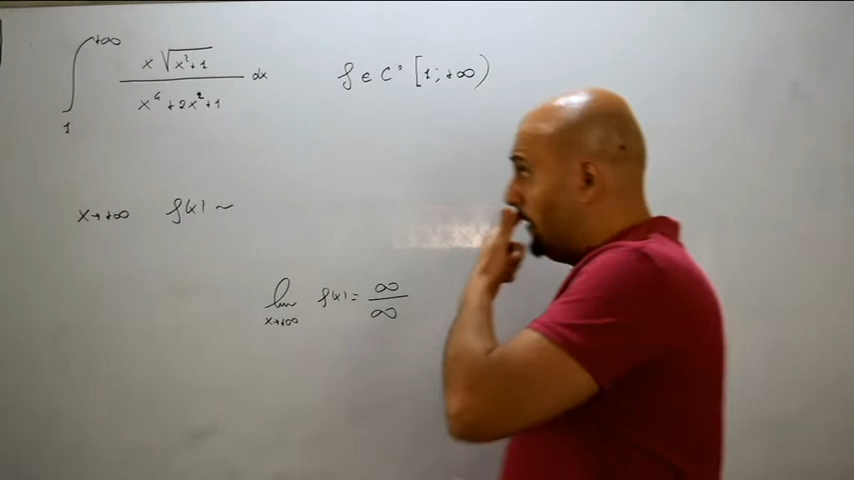 ∫₁^{+∞} x√(x²+1) / (x⁴+2x²+1) dx    f ∈ C° [1; +∞)
x→+∞ f(x) ~
lim_{x→+∞} f(x) = ∞/∞